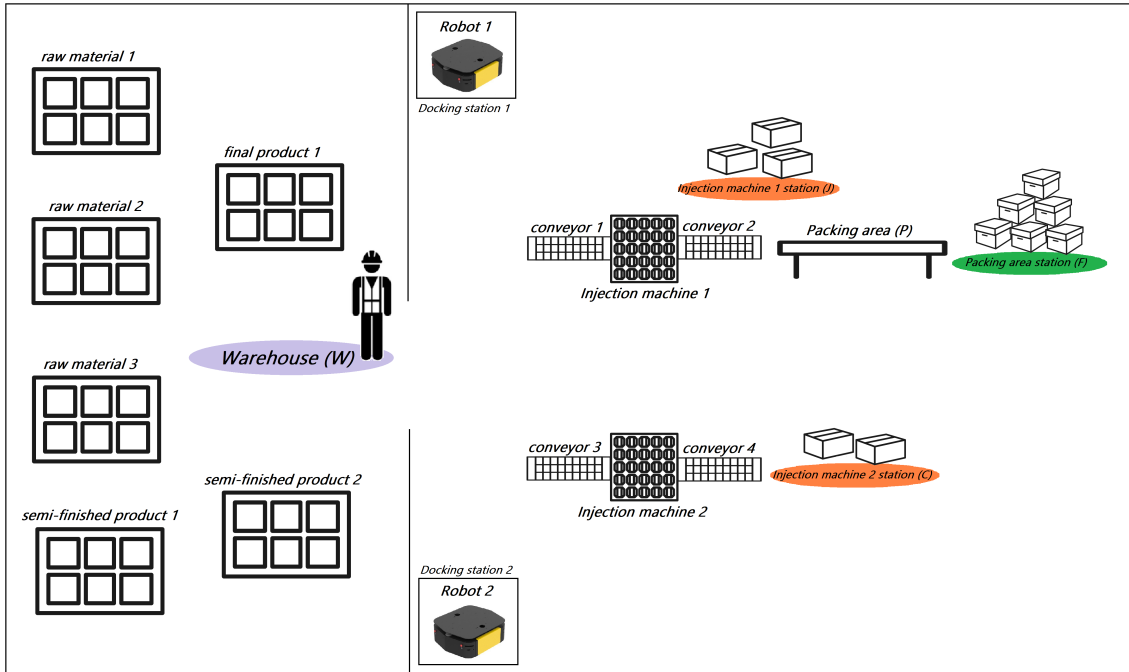 raw material 1
raw material 2
final product 1
Warehouse (W)
raw material 3
semi-finished product 2
semi-finished product 1
Robot 1
Docking station 1
Injection machine 1 station (J)
conveyor 1
conveyor 2
Injection machine 1
Packing area (P)
Packing area station (F)
conveyor 3
conveyor 4
Injection machine 2
Injection machine 2 station (C)
Docking station 2
Robot 2